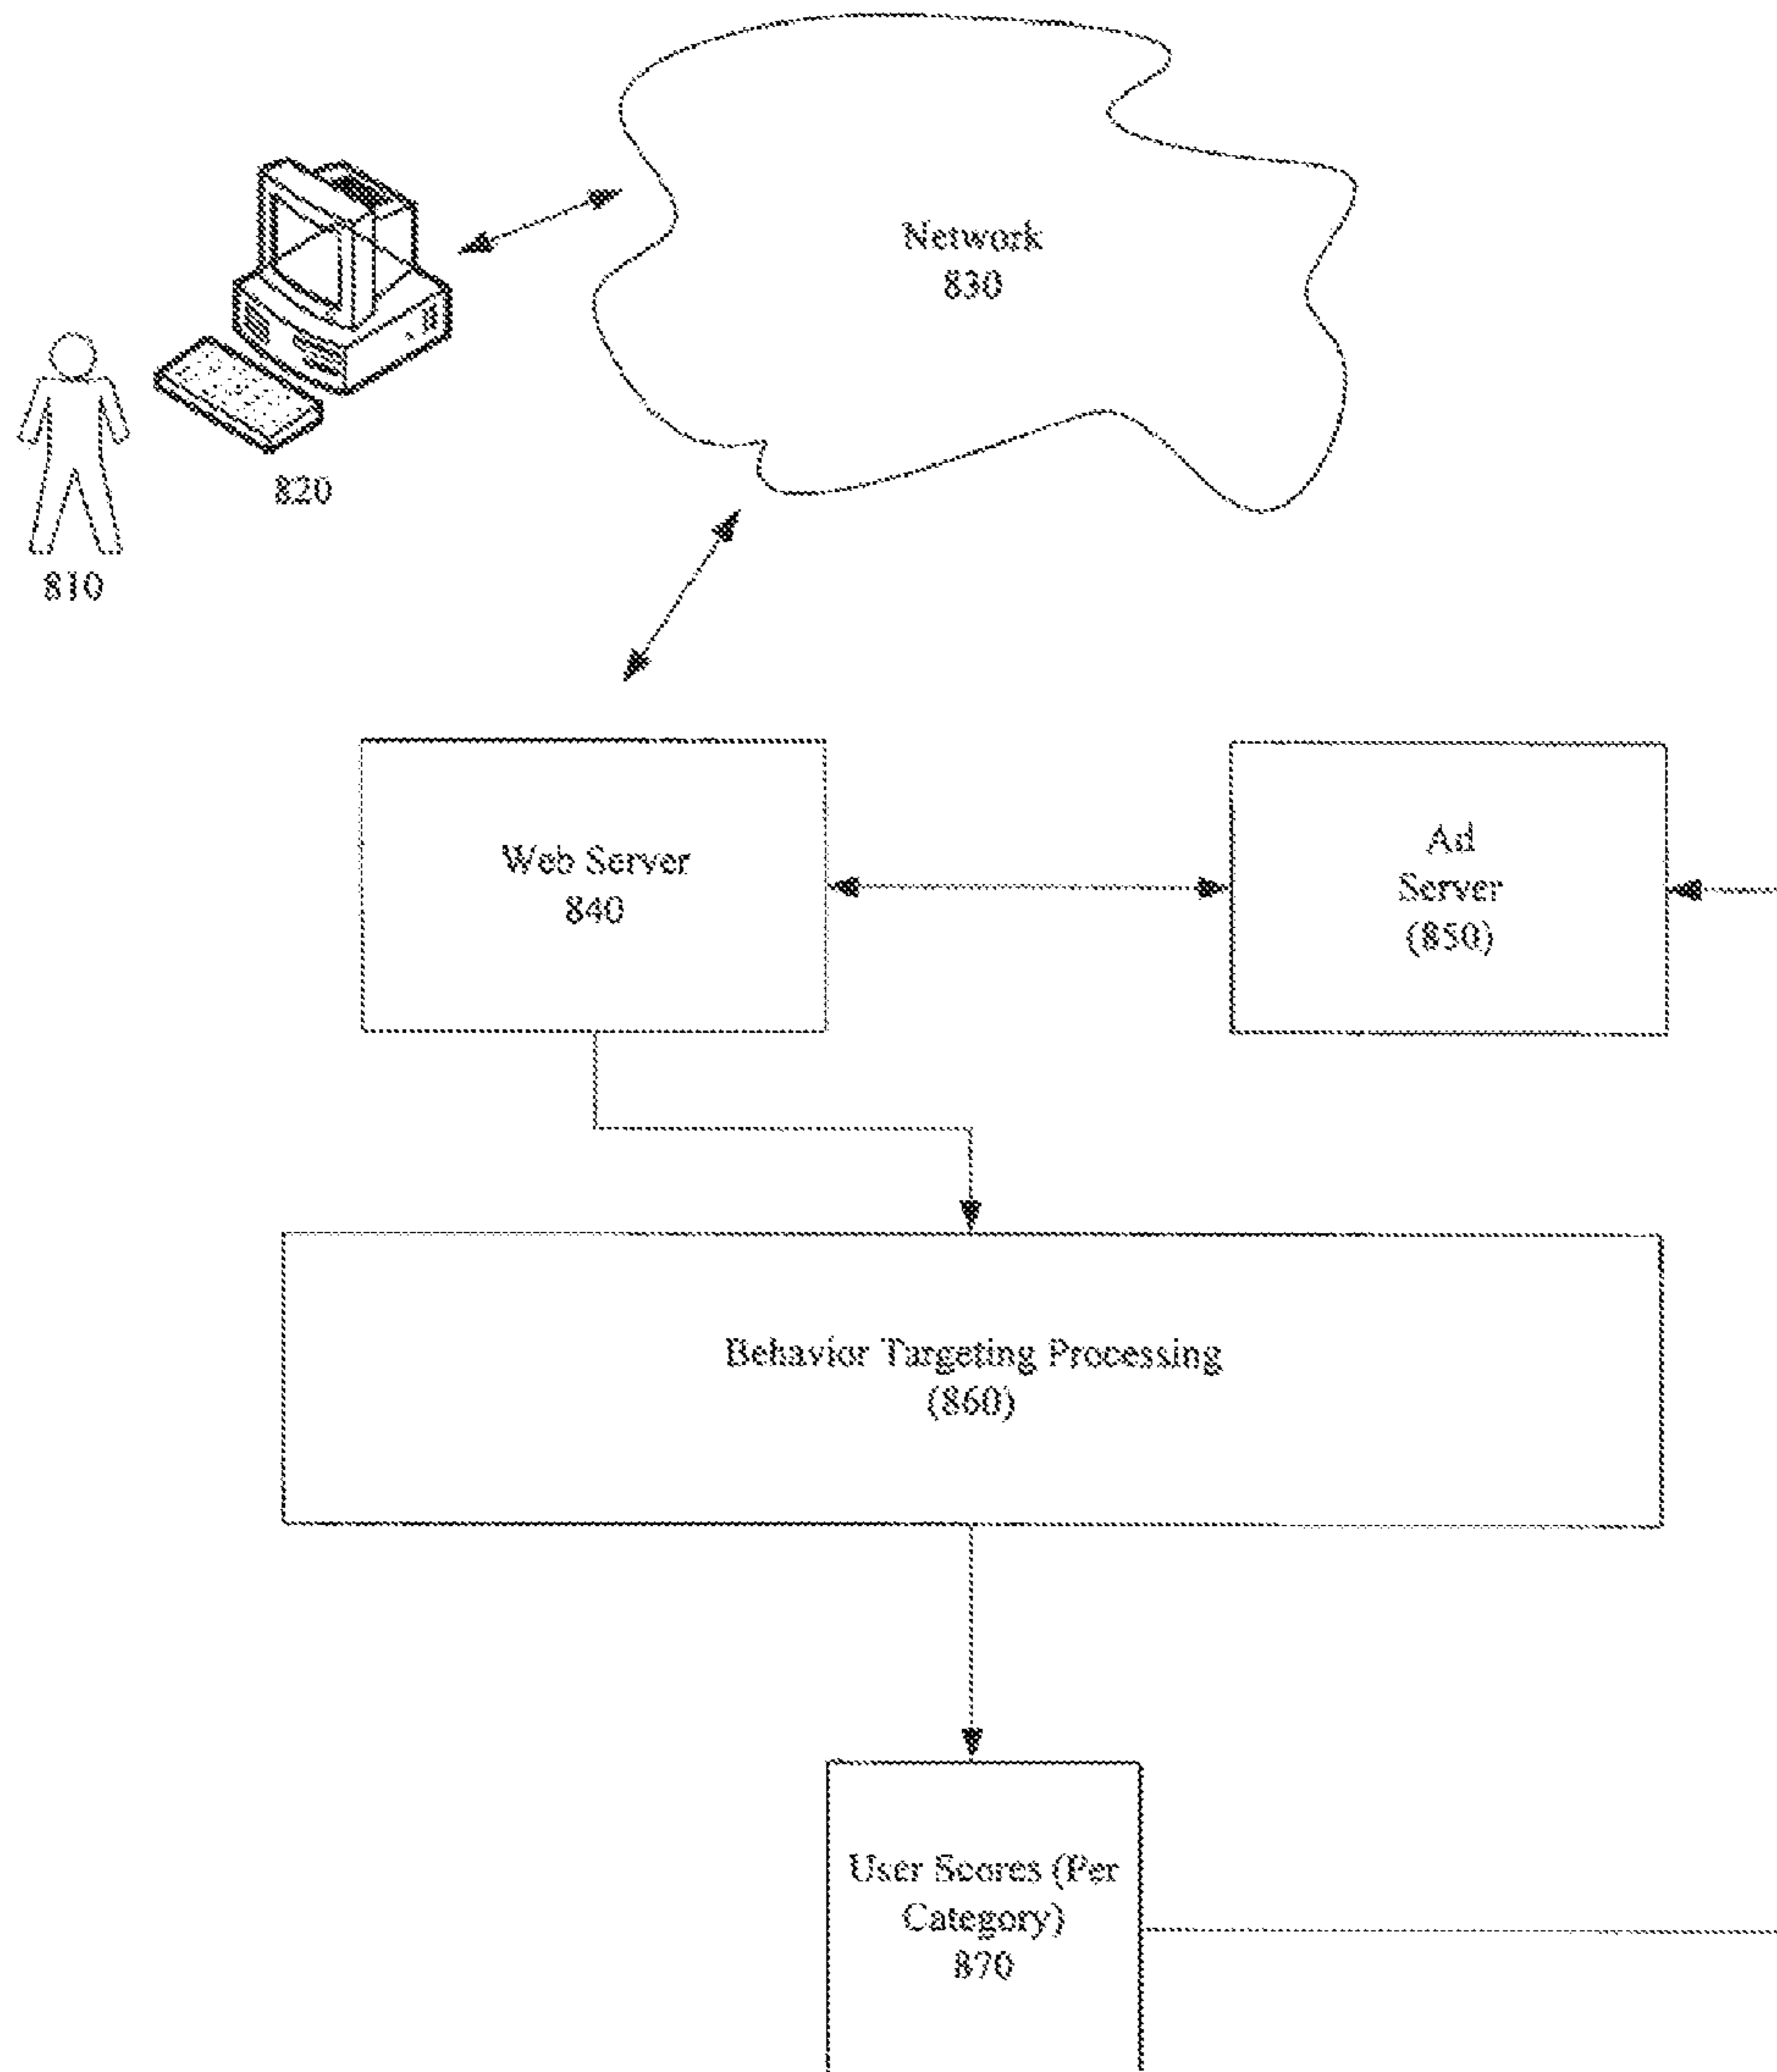 Network
830
820
810
Web Server
840
Ad
Server
(850)
Behavior Targeting Processing
(860)
User Scores (Per
Category)
870